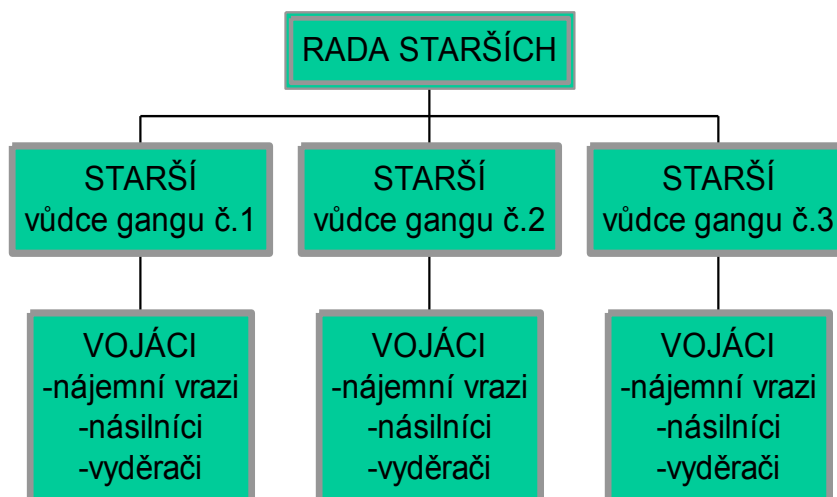 RADA STARŠÍCH
STARŠÍ
vůdce gangu č.1
STARŠÍ
vůdce gangu č.2
STARŠÍ
vůdce gangu č.3
VOJÁCI
-nájemní vrazi
-násilníci
-vyděrači
VOJÁCI
-nájemní vrazi
-násilníci
-vyděrači
VOJÁCI
-nájemní vrazi
-násilníci
-vyděrači